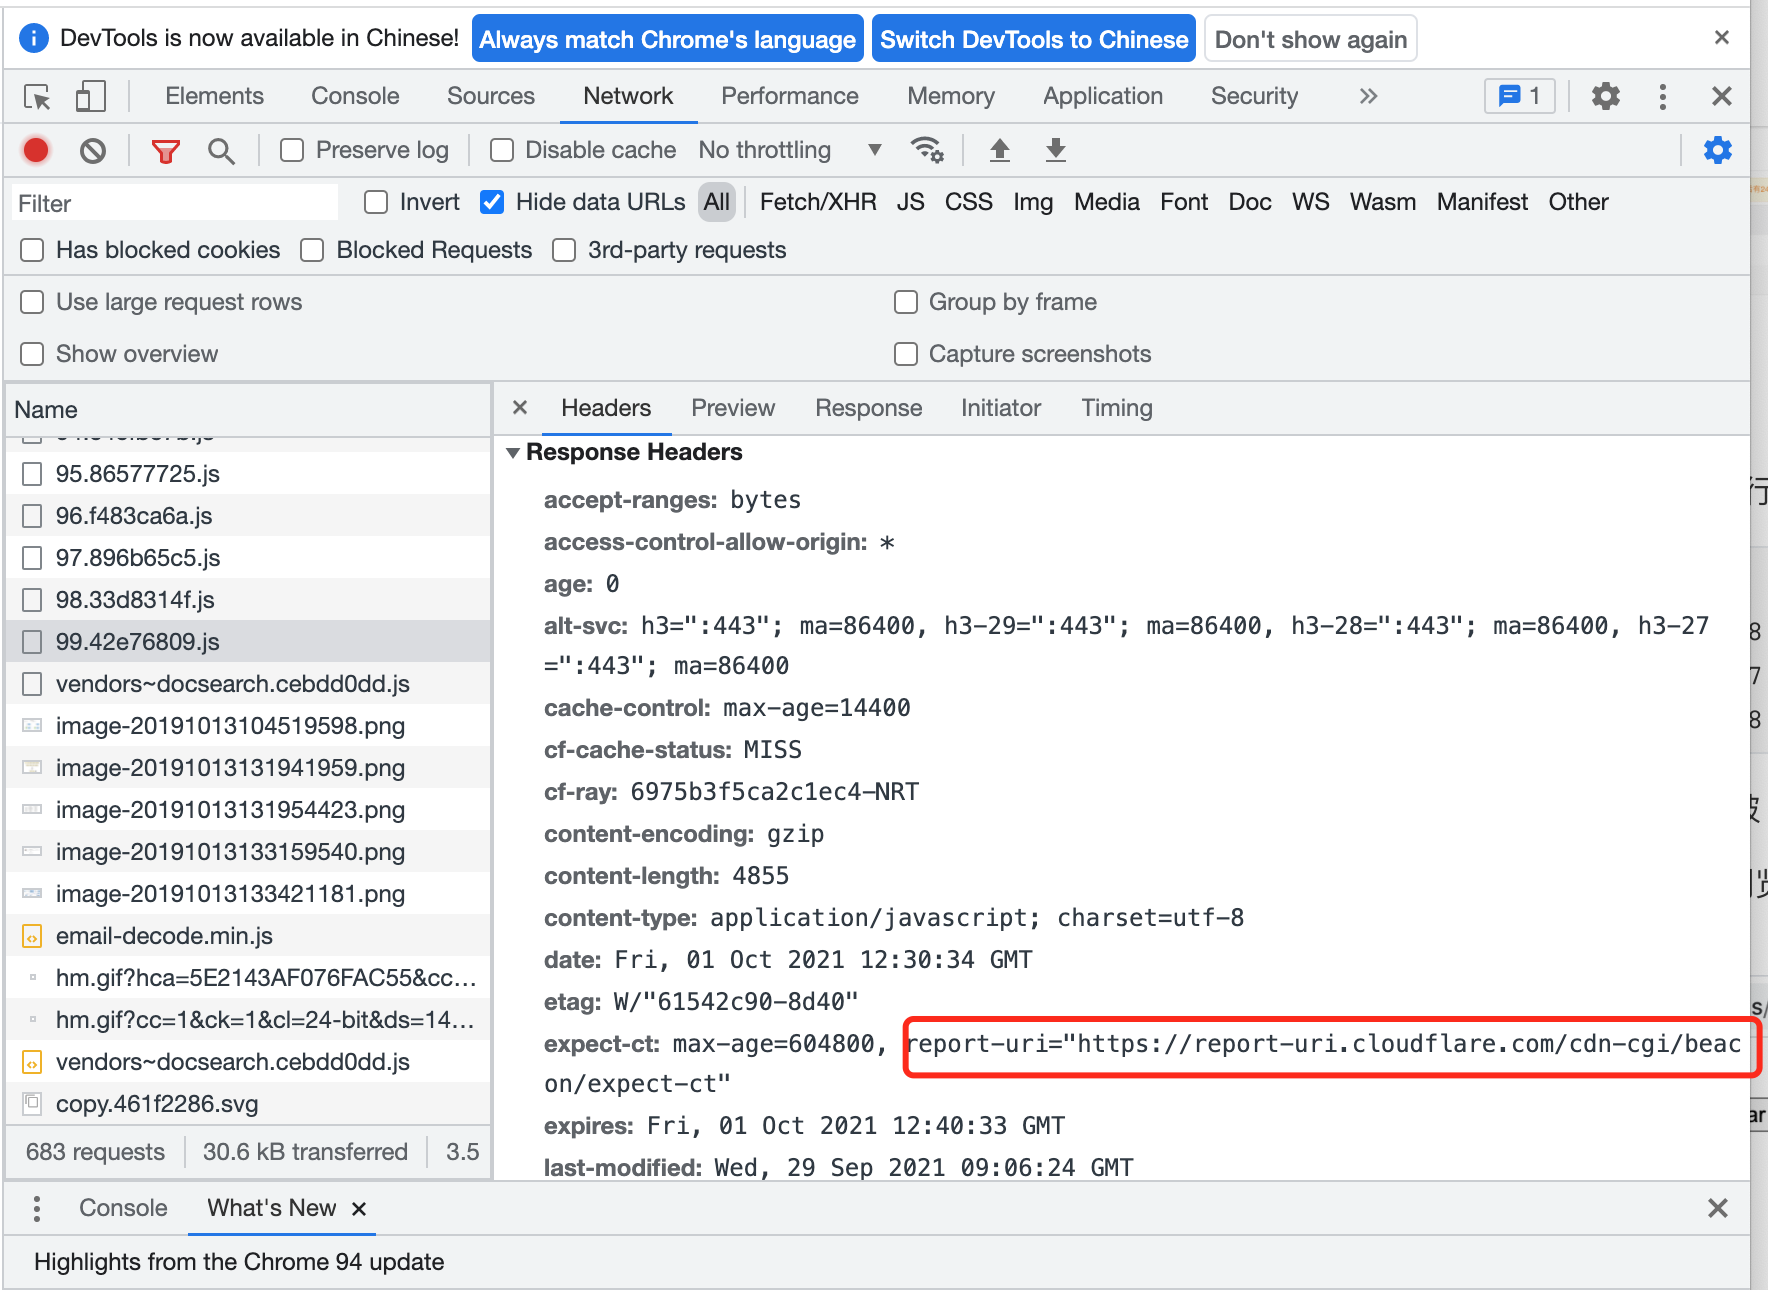 DevTools is now available in Chinese! Always match Chrome's language Switch DevTools to Chinese Don't show again
Elements Console Sources Network Performance Memory Application Security 1
Preserve log Disable cache No throttling
Filter Invert Hide data URLs All Fetch/XHR JS CSS Img Media Font Doc WS Wasm Manifest Other
Has blocked cookies Blocked Requests 3rd-party requests
Use large request rows Group by frame
Show overview Capture screenshots
Name
95.86577725.js
96.f483ca6a.js
97.896b65c5.js
98.33d8314f.js
99.42e76809.js
vendors~docsearch.cebdd0dd.js
image-20191013104519598.png
image-20191013131941959.png
image-20191013131954423.png
image-20191013133159540.png
image-20191013133421181.png
email-decode.min.js
hm.gif?hca=5E2143AF076FAC55&cc...
hm.gif?cc=1&ck=1&cl=24-bit&ds=14...
vendors~docsearch.cebdd0dd.js
copy.461f2286.svg
683 requests 30.6 kB transferred 3.5
Headers Preview Response Initiator Timing
Response Headers
accept-ranges: bytes
access-control-allow-origin: *
age: 0
alt-svc: h3=":443"; ma=86400, h3-29=":443"; ma=86400, h3-28=":443"; ma=86400, h3-27
=":443"; ma=86400
cache-control: max-age=14400
cf-cache-status: MISS
cf-ray: 6975b3f5ca2c1ec4-NRT
content-encoding: gzip
content-length: 4855
content-type: application/javascript; charset=utf-8
date: Fri, 01 Oct 2021 12:30:34 GMT
etag: W/"61542c90-8d40"
expect-ct: max-age=604800, report-uri="https://report-uri.cloudflare.com/cdn-cgi/beac
on/expect-ct"
expires: Fri, 01 Oct 2021 12:40:33 GMT
last-modified: Wed, 29 Sep 2021 09:06:24 GMT
Console What's New
Highlights from the Chrome 94 update